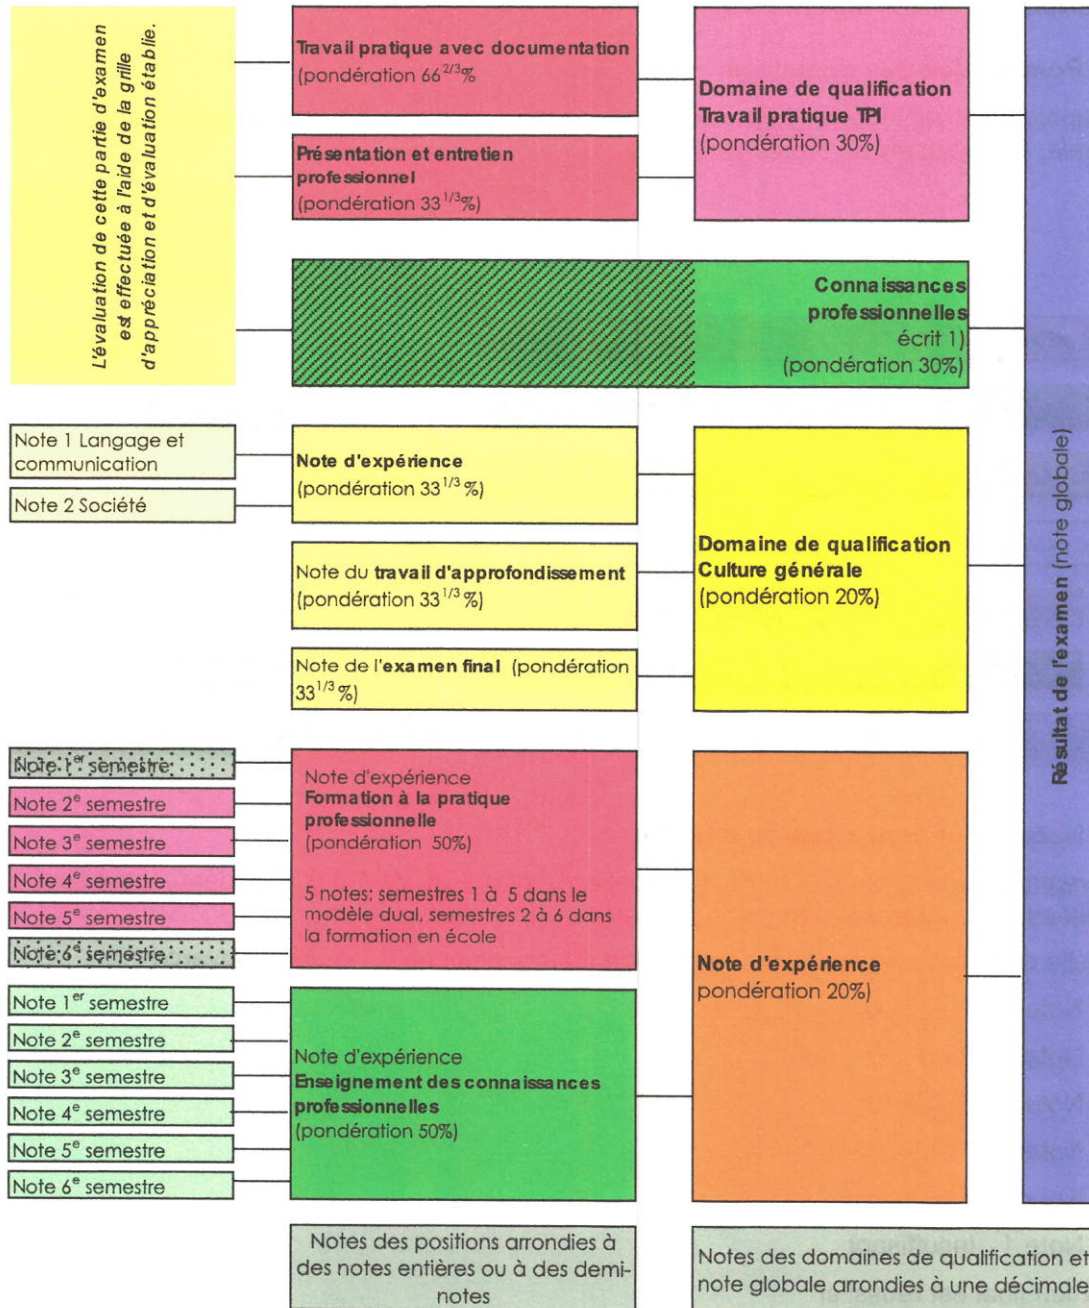 L'évaluation de cette partie d'examen
est effectuée à l'aide de la grille
d'appréciation et d'évaluation établie.
Travail pratique avec documentation
(pondération 66 2/3%
Présentation et entretien
professionnel
(pondération 33 1/3%)
Domaine de qualification
Travail pratique TPI
(pondération 30%)
Connaissances
professionnelles
écrit 1)
(pondération 30%)
Note 1 Langage et
communication
Note 2 Société
Note d'expérience
(pondération 33 1/3%)
Note du travail d'approfondissement
(pondération 33 1/3%)
Note de l'examen final (pondération
33 1/3%)
Domaine de qualification
Culture générale
(pondération 20%)
Note 1er semestre
Note 2e semestre
Note 3e semestre
Note 4e semestre
Note 5e semestre
Note 6e semestre
Note d'expérience
Formation à la pratique
professionnelle
(pondération 50%)
5 notes: semestres 1 à 5 dans le
modèle dual, semestres 2 à 6 dans
la formation en école
Note 1er semestre
Note 2e semestre
Note 3e semestre
Note 4e semestre
Note 5e semestre
Note 6e semestre
Note d'expérience
Enseignement des connaissances
professionnelles
(pondération 50%)
Note d'expérience
pondération 20%)
Résultat de l'examen (note globale)
Notes des positions arrondies à
des notes entières ou à des demi-
notes
Notes des domaines de qualification et
note globale arrondies à une décimale